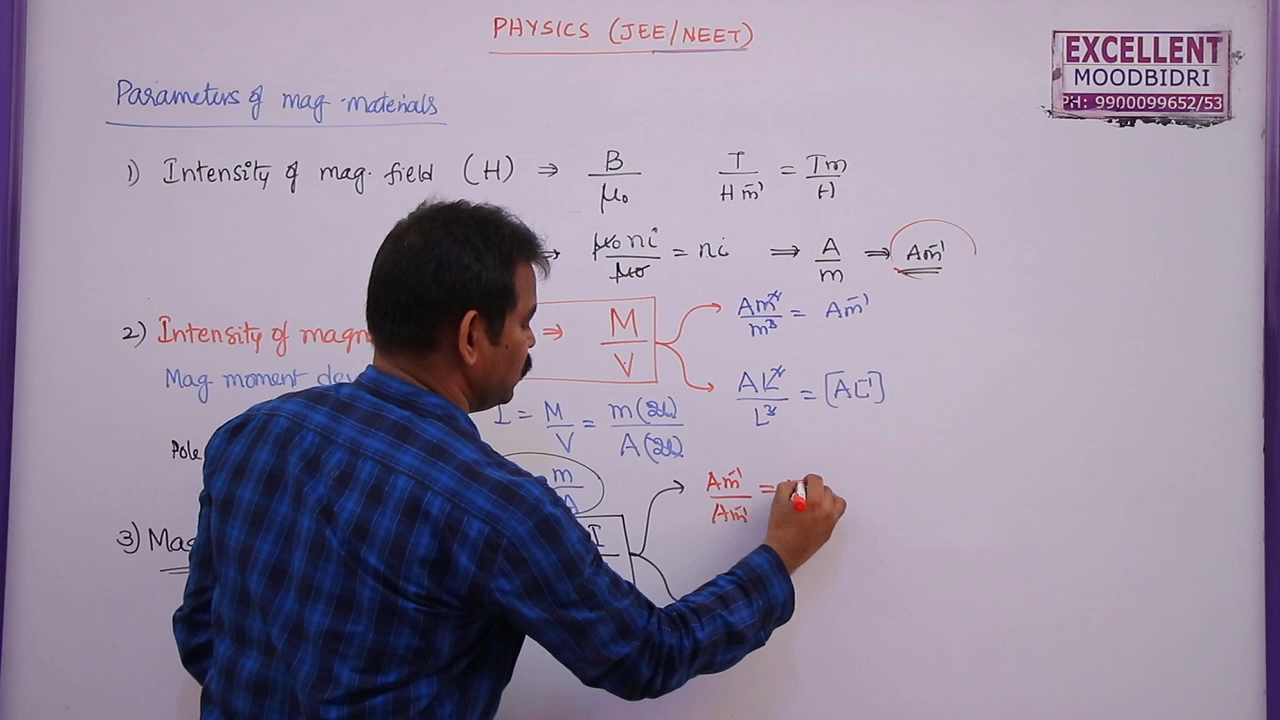 PHYSICS (JEE/NEET)
EXCELLENT
MOODBIDRI
PH: 9900099652/53
Parameters of mag. materials
1) Intensity of mag. field (H) ⇒ B/μ₀ T/Hm⁻¹ = Tm/H
⇒ μ₀ni/μ₀ = ni ⇒ A/m ⇒ Am⁻¹
2) Intensity of magn ⇒ M/V Am²/m³ = Am⁻¹
Mag moment dev AL²/L³ = [AL⁻¹]
I = M/V = m(2l)/A(2l)
Pole m/A Am⁻¹/Am⁻¹ =
3) Mag I